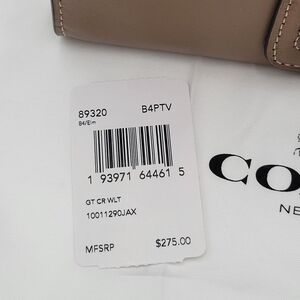 89320 B4PTV
B4/Elm
1 93971 64461 5
GT CR WLT
10011290JAX
MFSRP $275.00
CO
NE